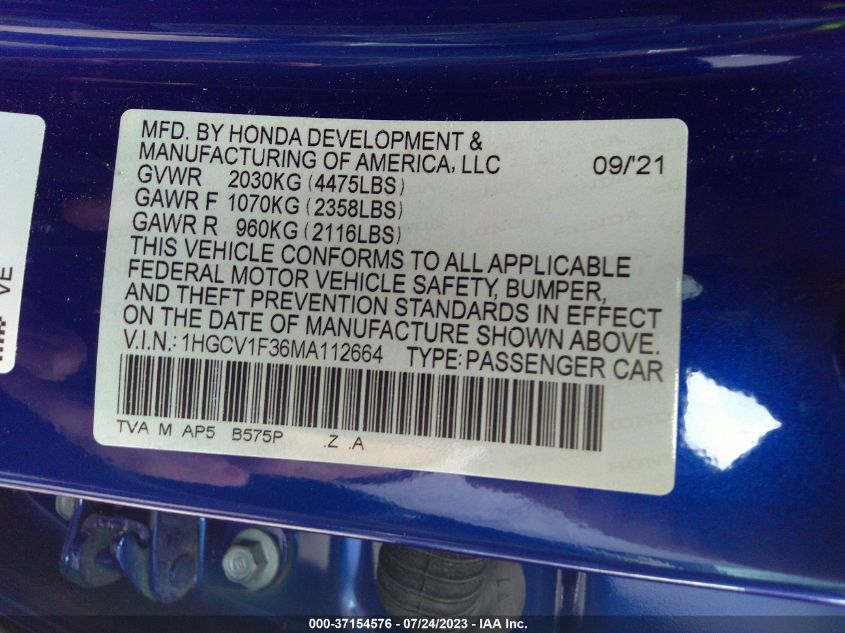 MFD. BY HONDA DEVELOPMENT &
MANUFACTURING OF AMERICA, LLC 09/'21
GVWR 2030KG (4475LBS)
GAWR F 1070KG (2358LBS)
GAWR R 960KG (2116LBS)
THIS VEHICLE CONFORMS TO ALL APPLICABLE
FEDERAL MOTOR VEHICLE SAFETY, BUMPER,
AND THEFT PREVENTION STANDARDS IN EFFECT
ON THE DATE OF MANUFACTURE SHOWN ABOVE.
V.I.N.: 1HGCV1F36MA112664 TYPE: PASSENGER CAR
TVA M AP5 B575P .Z .A
VE
LA
000-37154576 / 07/24/2023 / IAA Inc.